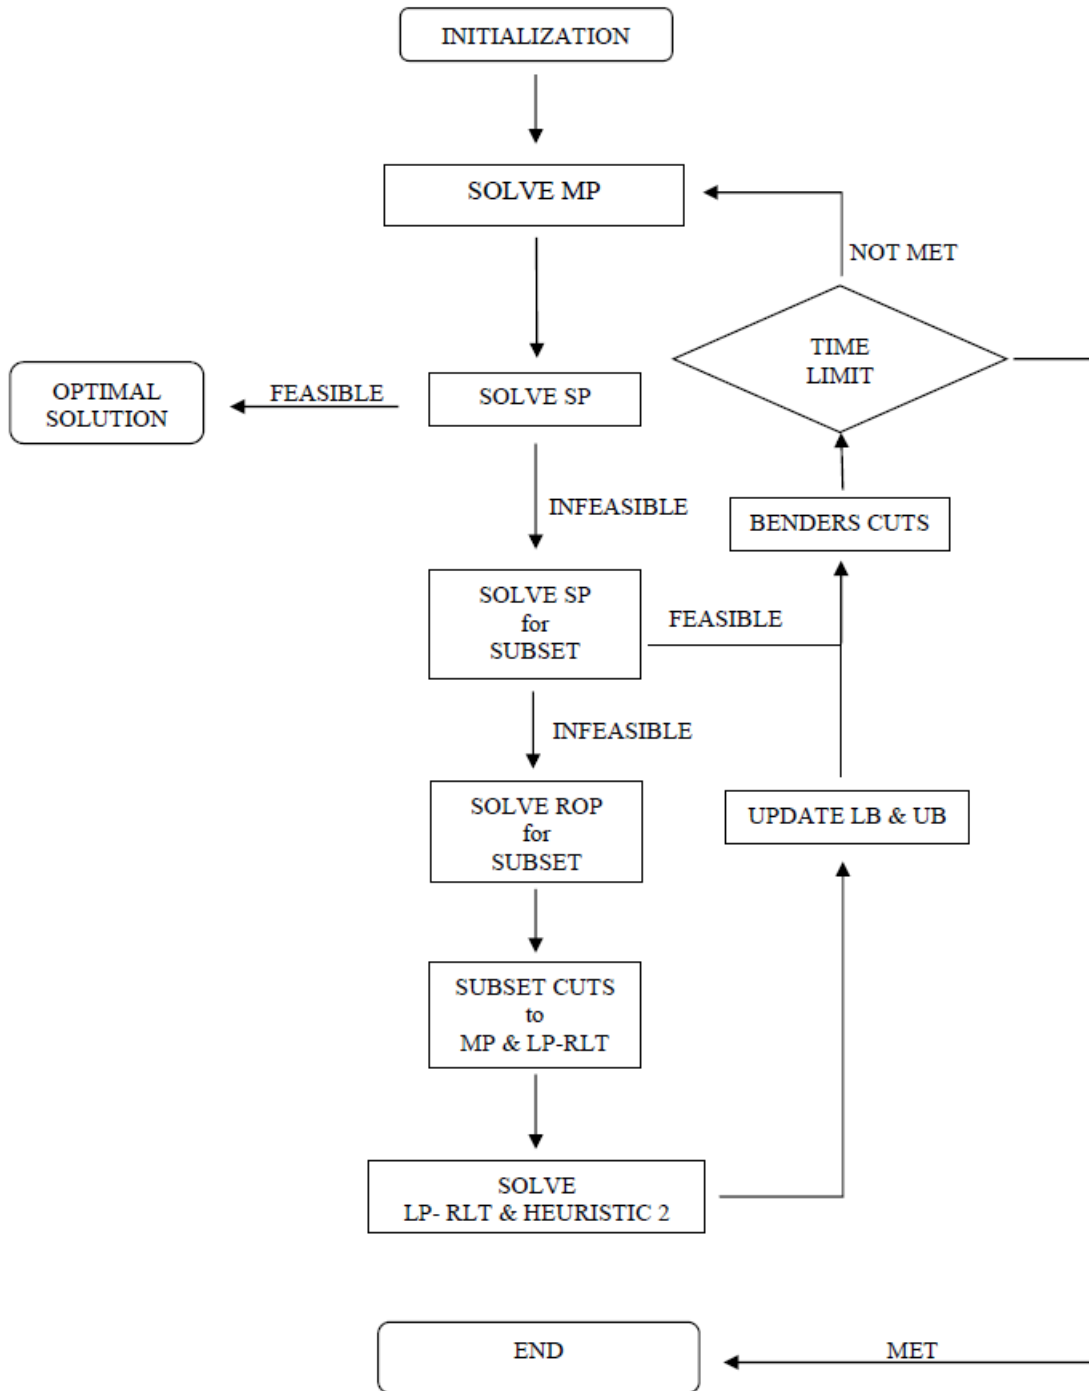 INITIALIZATION
SOLVE MP
NOT MET
TIME
LIMIT
OPTIMAL
SOLUTION
FEASIBLE
SOLVE SP
INFEASIBLE
BENDERS CUTS
SOLVE SP
for
SUBSET
FEASIBLE
INFEASIBLE
SOLVE ROP
for
SUBSET
UPDATE LB & UB
SUBSET CUTS
to
MP & LP-RLT
SOLVE
LP- RLT & HEURISTIC 2
END
MET